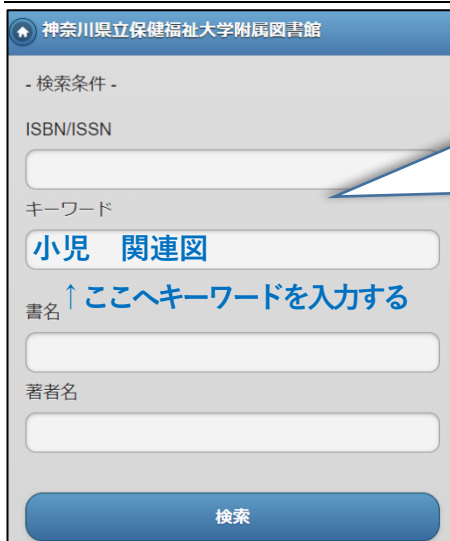 神奈川県立保健福祉大学附属図書館
- 検索条件 -
ISBN/ISSN
キーワード
小児　関連図
↑ここへキーワードを入力する
書名
著者名
検索